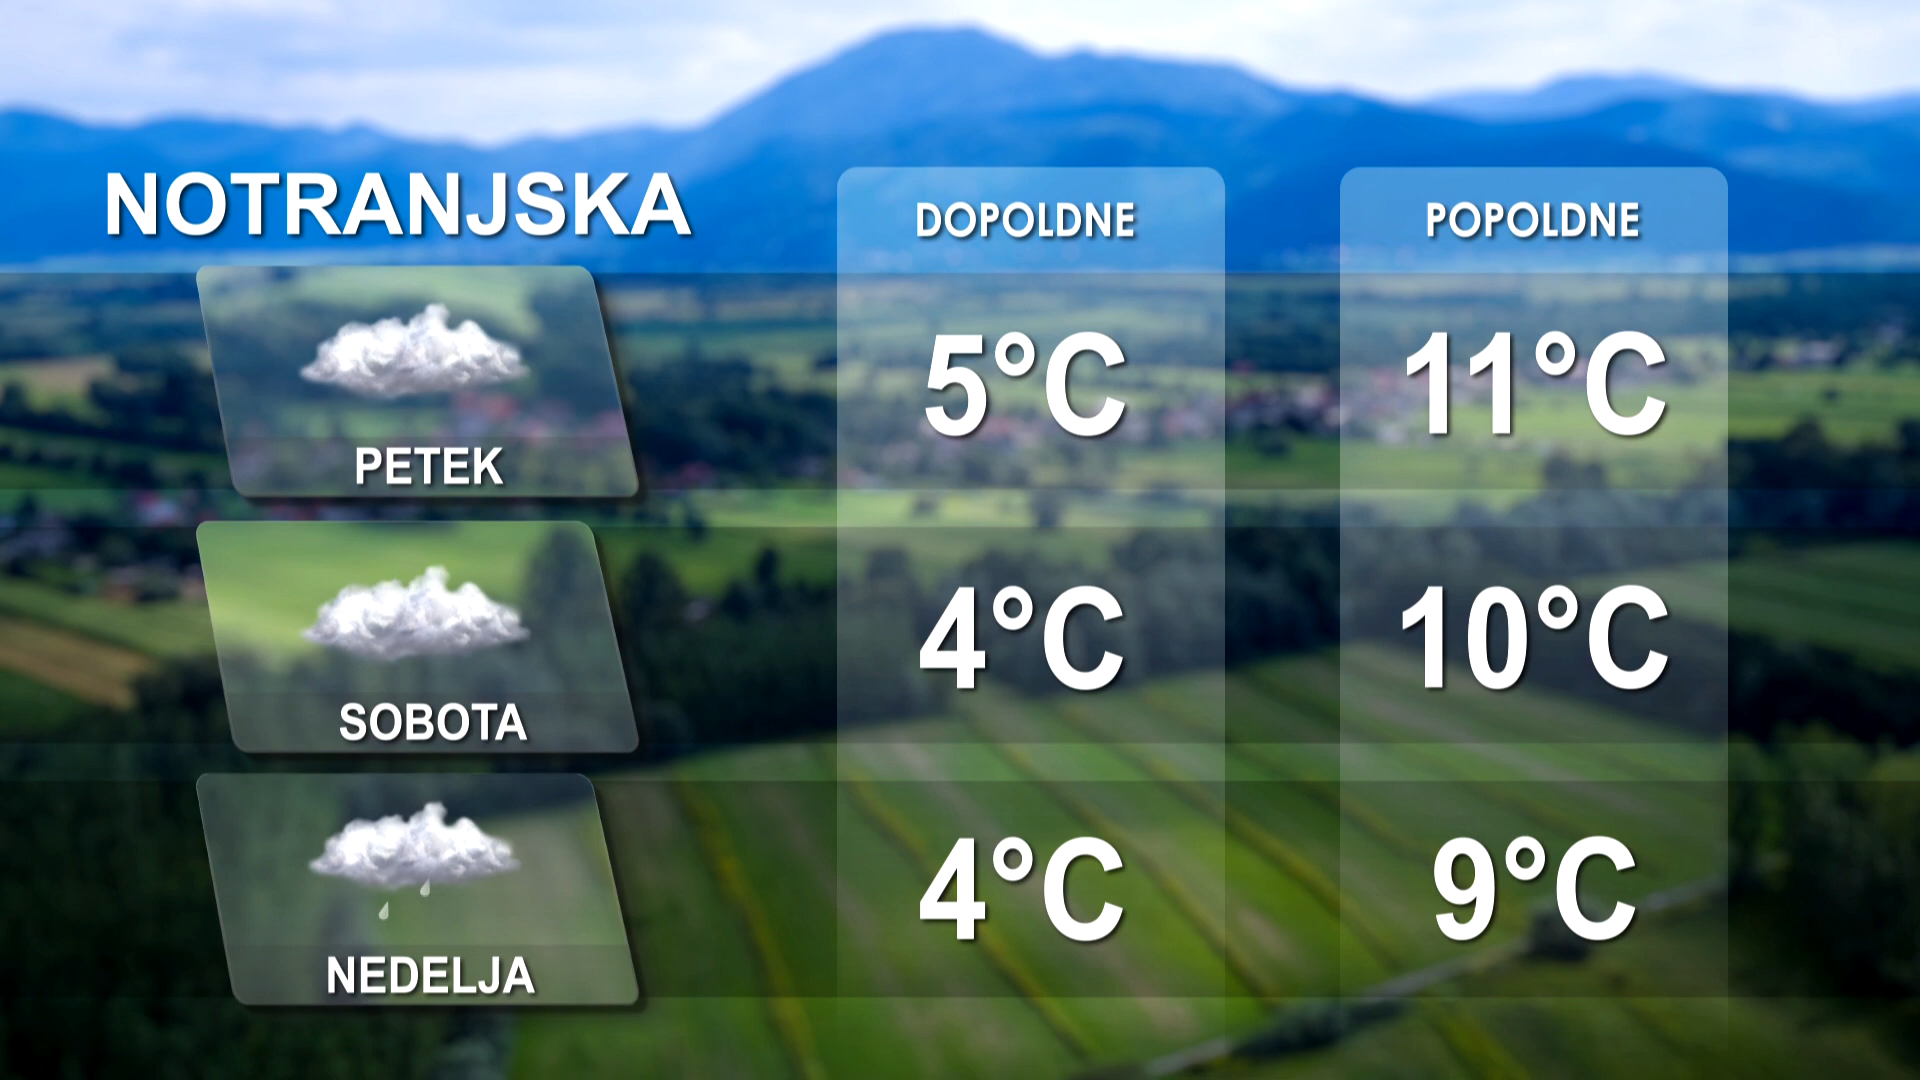 NOTRANJSKA
DOPOLDNE POPOLDNE
5°C 11°C
PETEK
4°C 10°C
SOBOTA
4°C 9°C
NEDELJA